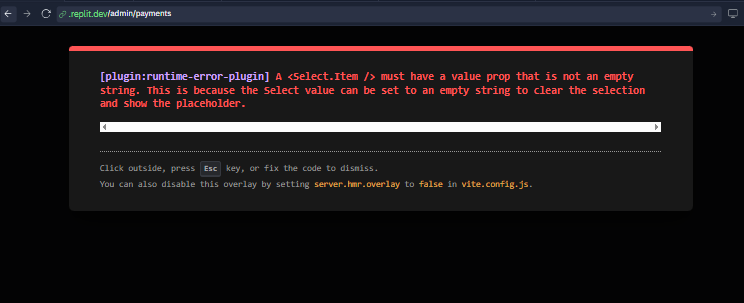 .replit.dev/admin/payments
[plugin:runtime-error-plugin] A <Select.Item /> must have a value prop that is not an empty
string. This is because the Select value can be set to an empty string to clear the selection
and show the placeholder.
Click outside, press Esc key, or fix the code to dismiss.
You can also disable this overlay by setting server.hmr.overlay to false in vite.config.js.